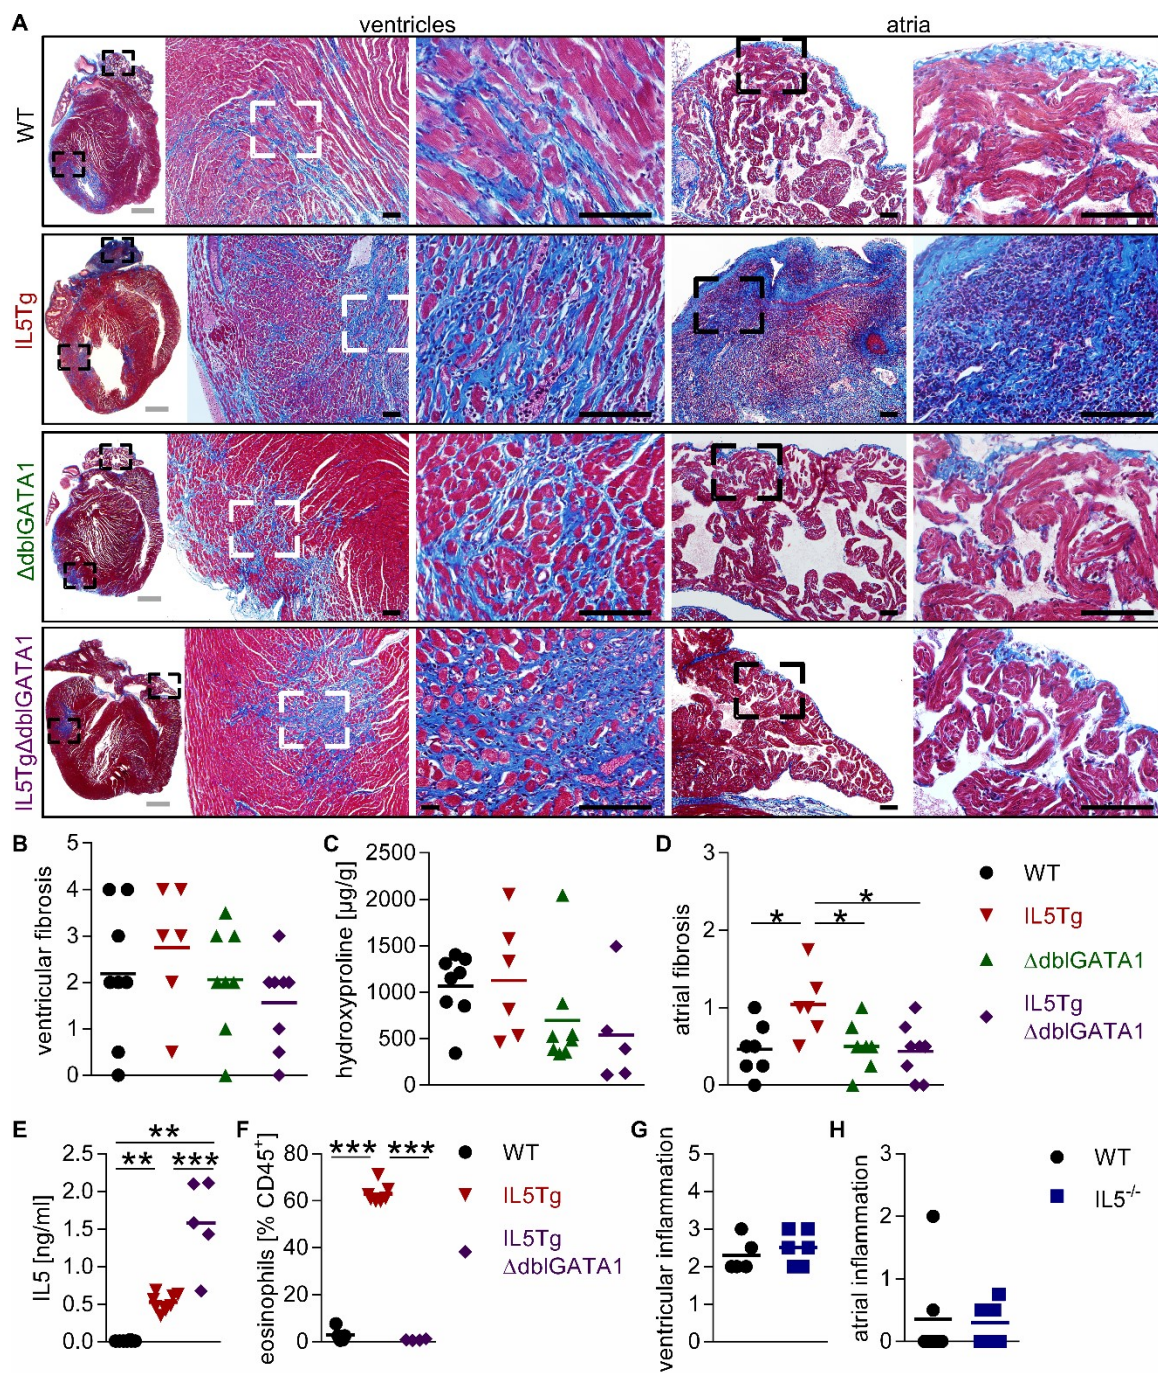 A
ventricles
atria
WT
IL5Tg
ΔdblGATA1
IL5TgΔdblGATA1
B
ventricular fibrosis
5
4
3
2
1
0
C
hydroxyproline [µg/g]
2500
2000
1500
1000
500
0
D
atrial fibrosis
3
2
1
0
*
*
*
WT
IL5Tg
ΔdblGATA1
IL5Tg
ΔdblGATA1
E
IL5 [ng/ml]
2.5
2.0
1.5
1.0
0.5
0.0
**
**
***
F
eosinophils [% CD45⁺]
80
60
40
20
0
***
***
WT
IL5Tg
IL5Tg
ΔdblGATA1
G
ventricular inflammation
5
4
3
2
1
0
H
atrial inflammation
3
2
1
0
WT
IL5⁻/⁻